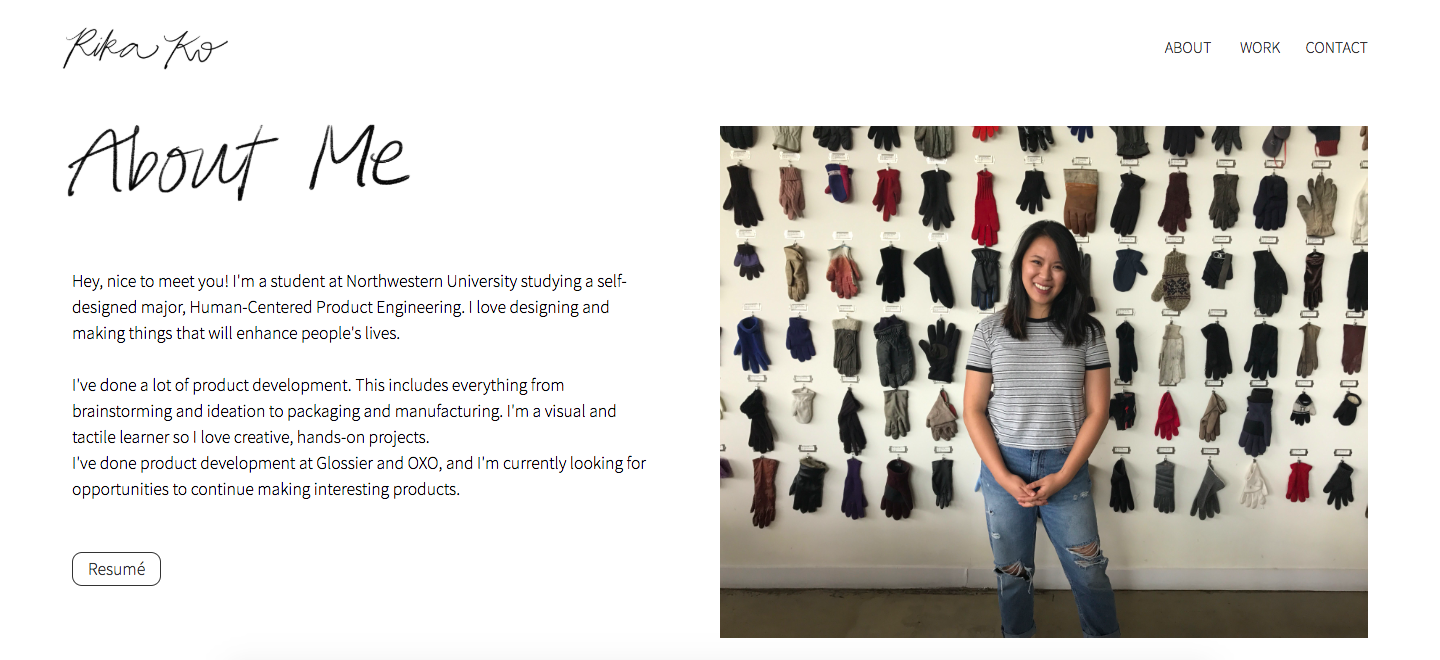 Rika Ko
ABOUT WORK CONTACT
About Me
Hey, nice to meet you! I'm a student at Northwestern University studying a self-
designed major, Human-Centered Product Engineering. I love designing and
making things that will enhance people's lives.
I've done a lot of product development. This includes everything from
brainstorming and ideation to packaging and manufacturing. I'm a visual and
tactile learner so I love creative, hands-on projects.
I've done product development at Glossier and OXO, and I'm currently looking for
opportunities to continue making interesting products.
Resumé